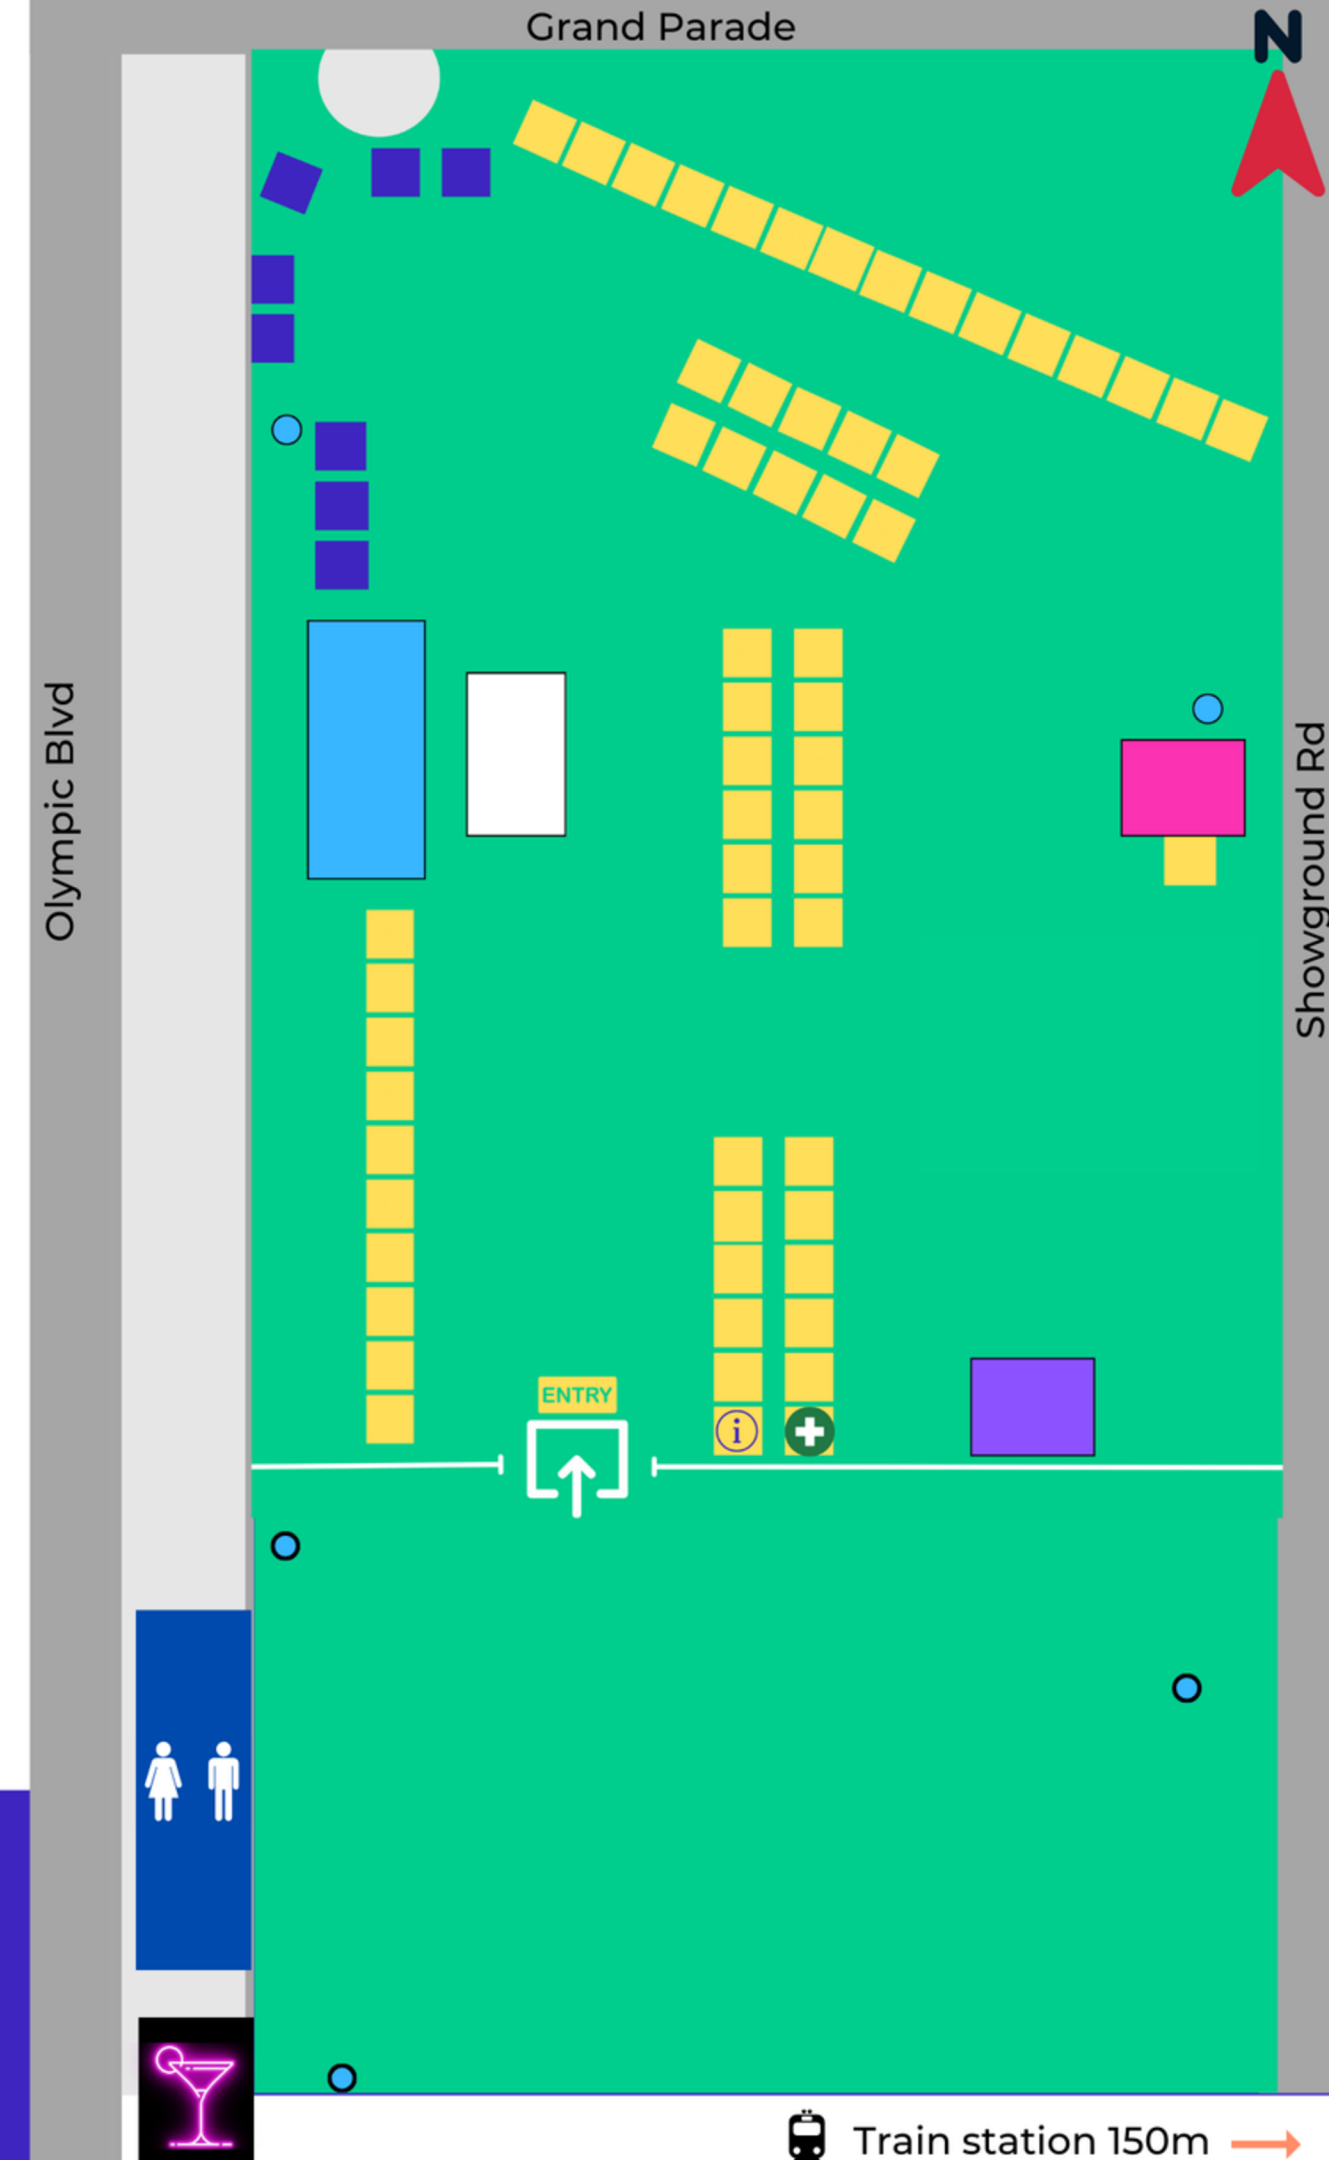 Grand Parade
N
Olympic Blvd
Showground Rd
ENTRY
i
Train station 150m